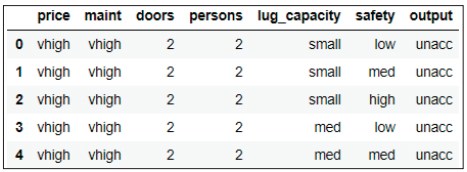 price maint doors persons lug_capacity safety output
0 vhigh vhigh 2 2 small low unacc
1 vhigh vhigh 2 2 small med unacc
2 vhigh vhigh 2 2 small high unacc
3 vhigh vhigh 2 2 med low unacc
4 vhigh vhigh 2 2 med med unacc